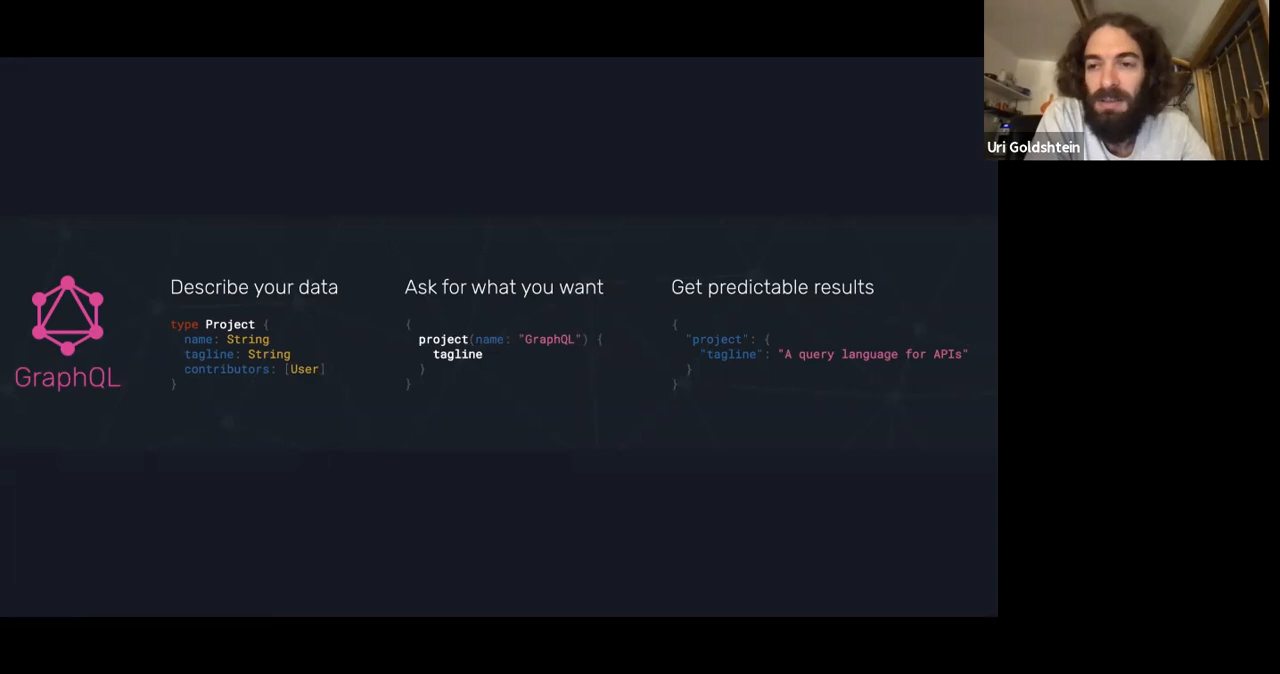 Uri Goldshtein
GraphQL
Describe your data
type Project {
name: String
tagline: String
contributors: [User]
}
Ask for what you want
{
project(name: "GraphQL") {
tagline
}
}
Get predictable results
{
"project": {
"tagline": "A query language for APIs"
}
}